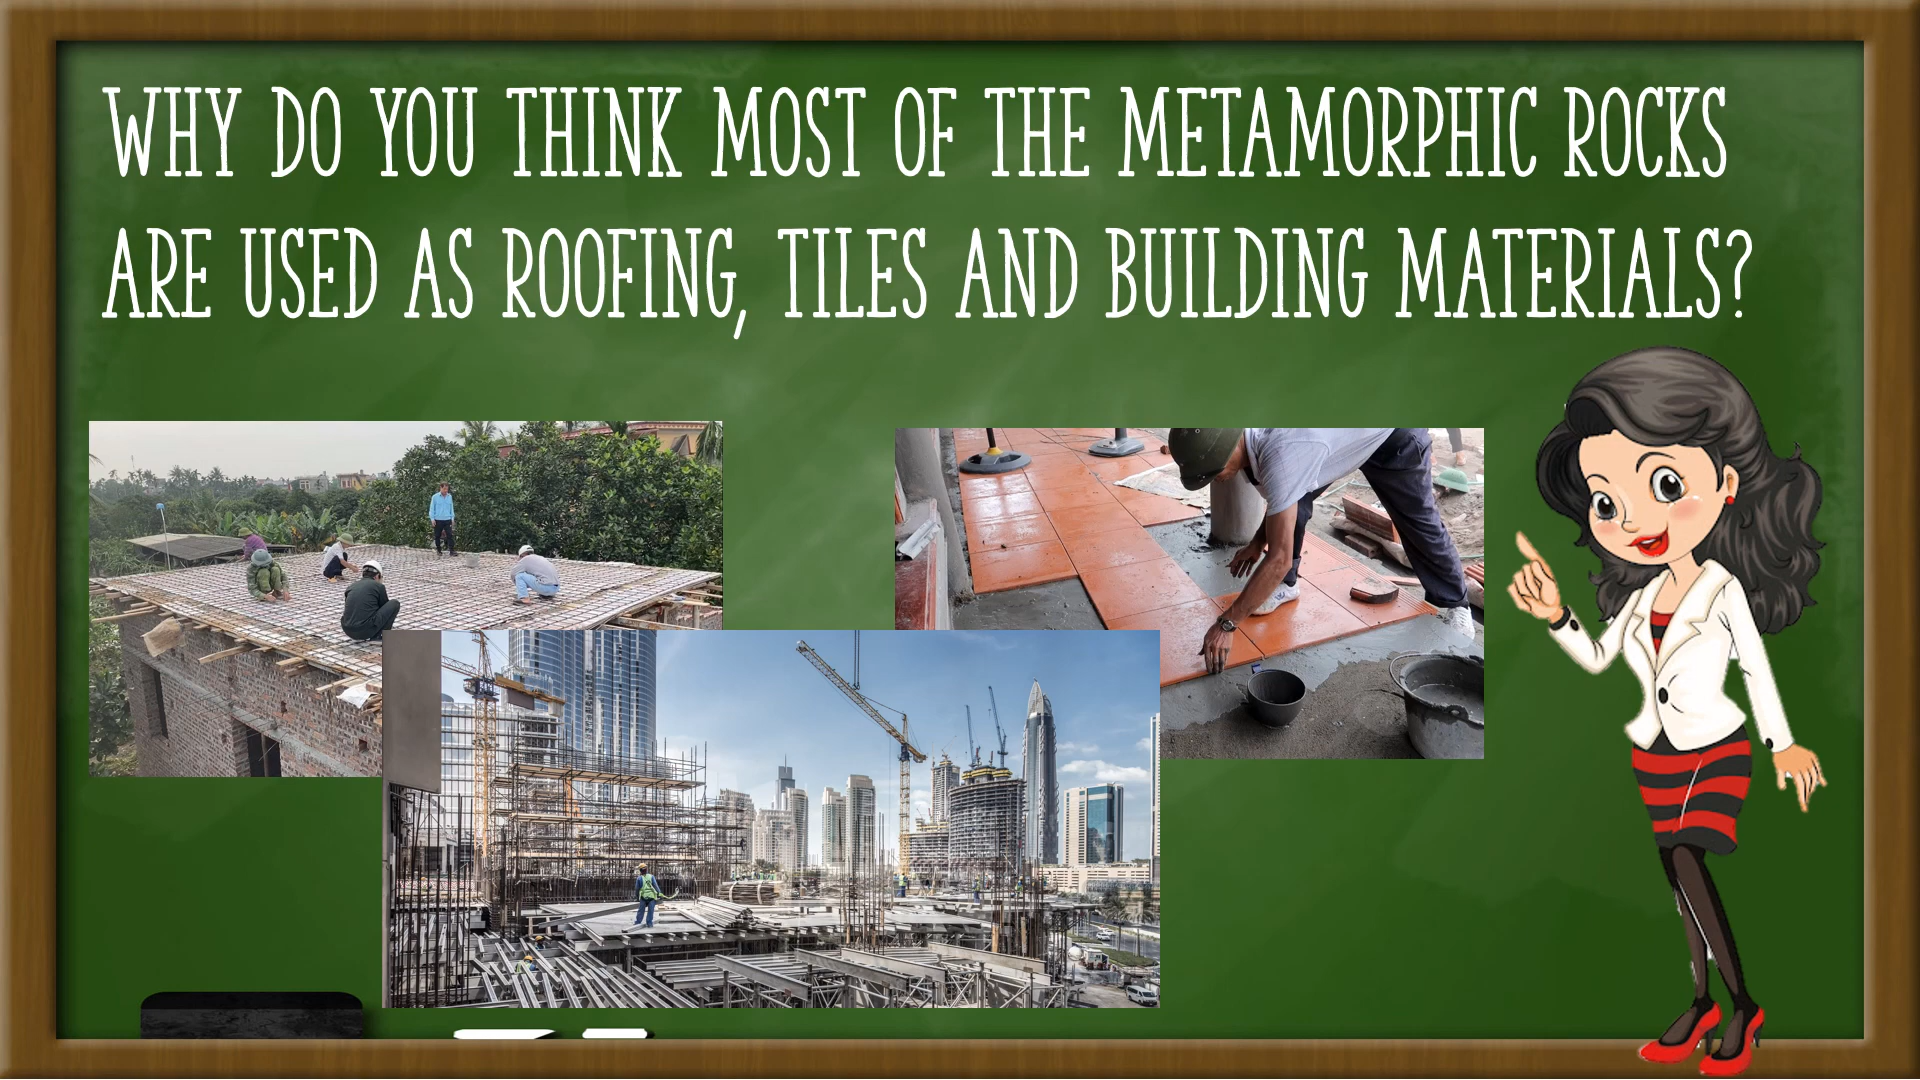 WHY DO YOU THINK MOST OF THE METAMORPHIC ROCKS
ARE USED AS ROOFING, TILES AND BUILDING MATERIALS?